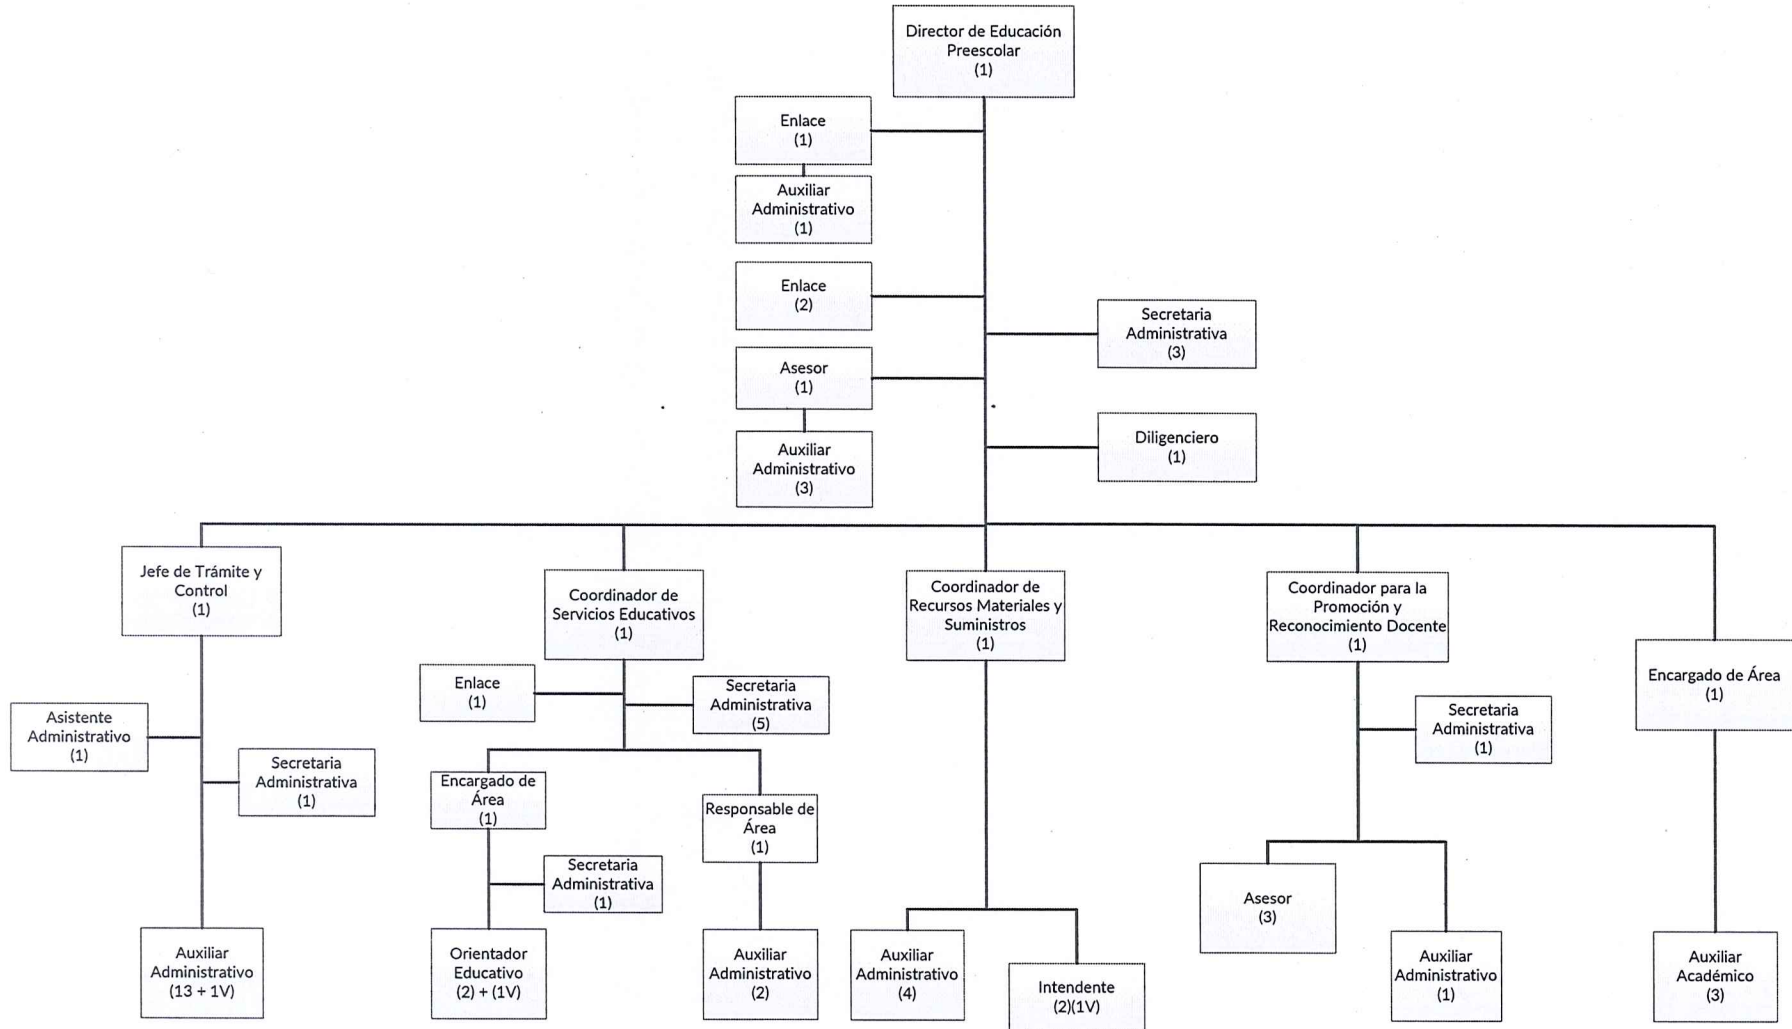 Director de Educación
Preescolar
(1)
Enlace
(1)
Auxiliar
Administrativo
(1)
Enlace
(2)
Secretaria
Administrativa
(3)
Asesor
(1)
Auxiliar
Administrativo
(3)
Diligenciero
(1)
Jefe de Trámite y
Control
(1)
Asistente
Administrativo
(1)
Secretaria
Administrativa
(1)
Auxiliar
Administrativo
(13 + 1V)
Coordinador de
Servicios Educativos
(1)
Enlace
(1)
Secretaria
Administrativa
(5)
Encargado de
Área
(1)
Secretaria
Administrativa
(1)
Orientador
Educativo
(2) + (1V)
Responsable de
Área
(1)
Auxiliar
Administrativo
(2)
Coordinador de
Recursos Materiales y
Suministros
(1)
Auxiliar
Administrativo
(4)
Intendente
(2)(1V)
Coordinador para la
Promoción y
Reconocimiento Docente
(1)
Secretaria
Administrativa
(1)
Asesor
(3)
Auxiliar
Administrativo
(1)
Encargado de Área
(1)
Auxiliar
Académico
(3)